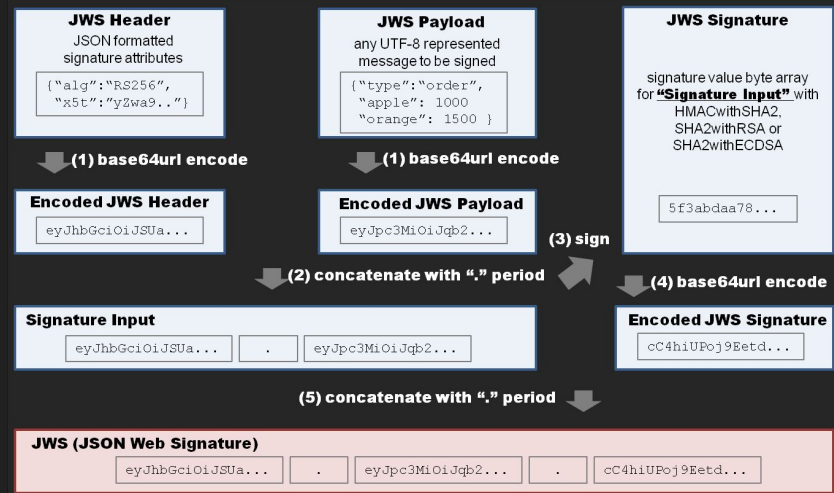 JWS Header
JSON formatted
signature attributes
{"alg":"RS256",
"x5t":"yZwa9.."}
JWS Payload
any UTF-8 represented
message to be signed
{"type":"order",
"apple": 1000
"orange": 1500 }
JWS Signature
signature value byte array
for "Signature Input" with
HMACwithSHA2,
SHA2withRSA or
SHA2withECDSA
5f3abdaa78...
(1) base64url encode
(1) base64url encode
Encoded JWS Header
eyJhbGciOiJSUa...
Encoded JWS Payload
eyJpc3MiOiJqb2...
(3) sign
(2) concatenate with "." period
(4) base64url encode
Signature Input
eyJhbGciOiJSUa... . eyJpc3MiOiJqb2...
Encoded JWS Signature
cC4hiUPoj9Eetd...
(5) concatenate with "." period
JWS (JSON Web Signature)
eyJhbGciOiJSUa... . eyJpc3MiOiJqb2... . cC4hiUPoj9Eetd...